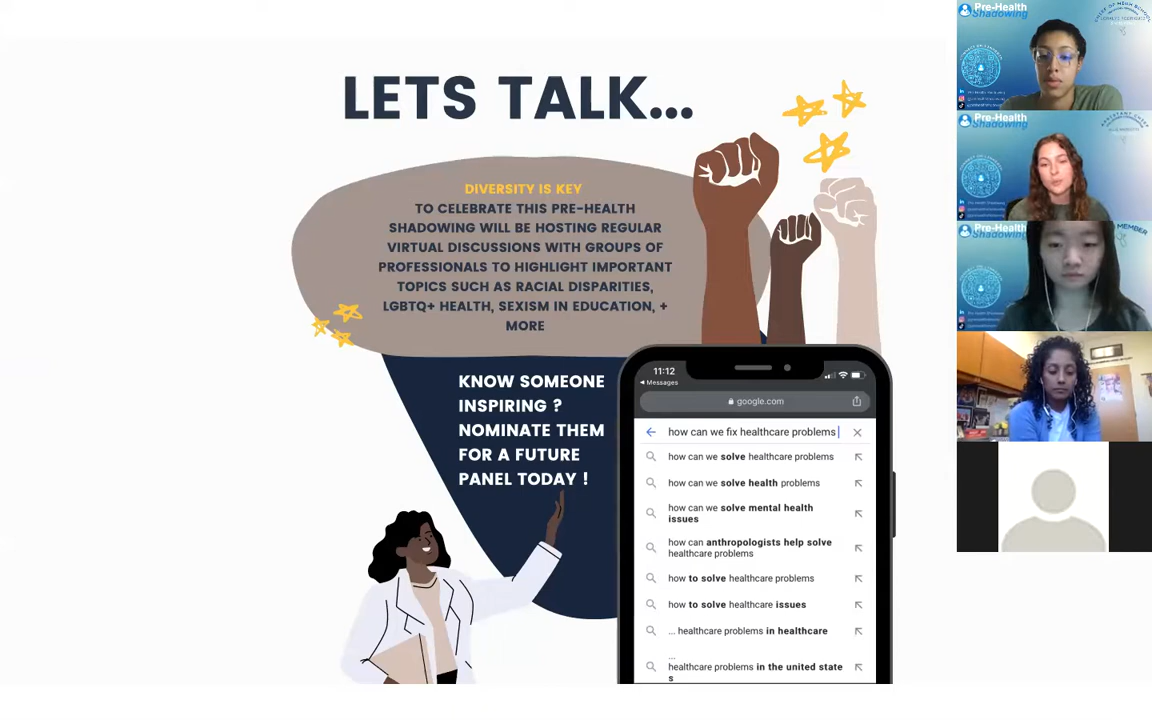 LETS TALK...
DIVERSITY IS KEY
TO CELEBRATE THIS PRE-HEALTH
SHADOWING WILL BE HOSTING REGULAR
VIRTUAL DISCUSSIONS WITH GROUPS OF
PROFESSIONALS TO HIGHLIGHT IMPORTANT
TOPICS SUCH AS RACIAL DISPARITIES,
LGBTQ+ HEALTH, SEXISM IN EDUCATION, +
MORE
KNOW SOMEONE
INSPIRING ?
NOMINATE THEM
FOR A FUTURE
PANEL TODAY !
11:12
Messages
google.com
how can we fix healthcare problems
how can we solve healthcare problems
how can we solve health problems
how can we solve mental health
issues
how can anthropologists help solve
healthcare problems
how to solve healthcare problems
how to solve healthcare issues
... healthcare problems in healthcare
...
healthcare problems in the united state
s
Pre-Health
Shadowing
Pre-Health
Shadowing
Pre-Health
Shadowing
MEMBER